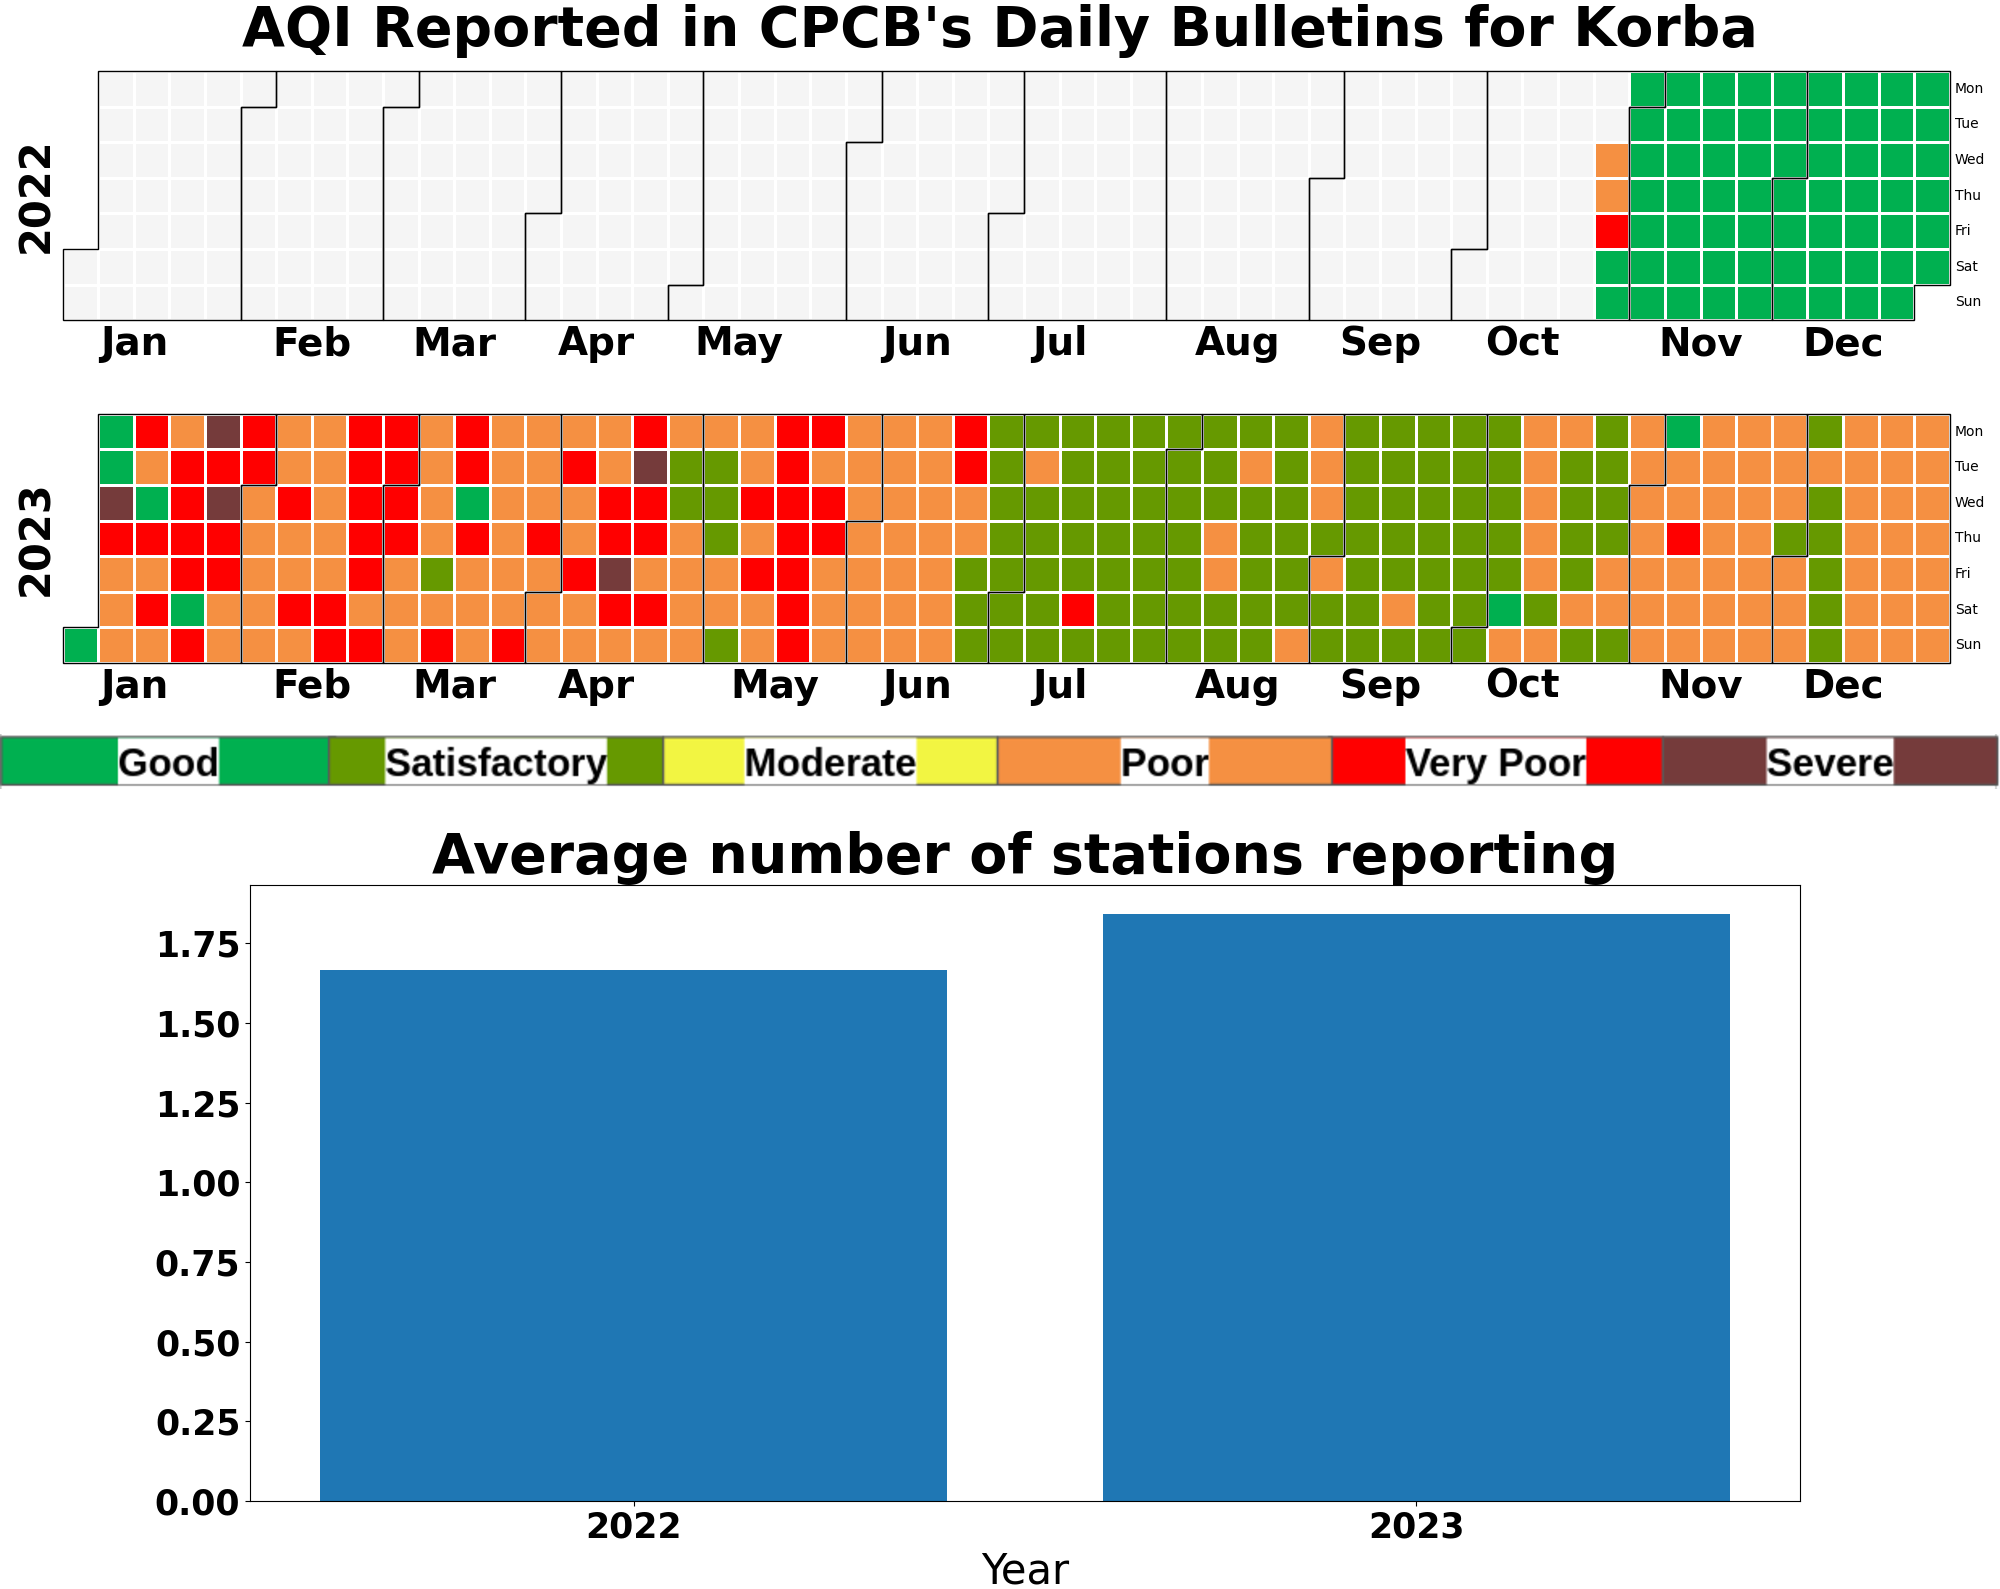 AQI Reported in CPCB's Daily Bulletins for Korba
2022
Mon
Tue
Wed
Thu
Fri
Sat
Sun
Jan Feb Mar Apr May Jun Jul Aug Sep Oct Nov Dec
2023
Mon
Tue
Wed
Thu
Fri
Sat
Sun
Jan Feb Mar Apr May Jun Jul Aug Sep Oct Nov Dec
Good Satisfactory Moderate Poor Very Poor Severe
Average number of stations reporting
1.75
1.50
1.25
1.00
0.75
0.50
0.25
0.00
2022 2023
Year